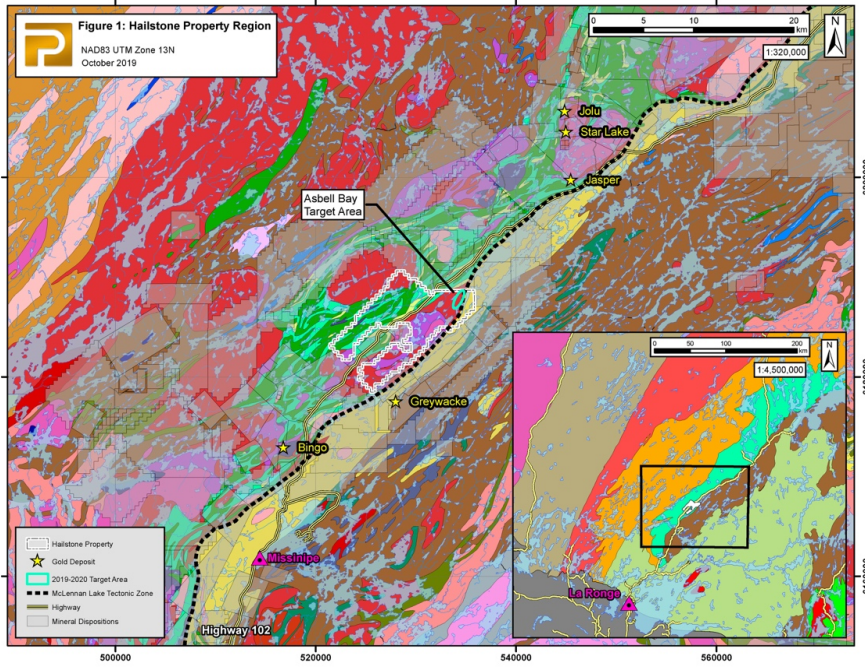 Figure 1: Hailstone Property Region
NAD83 UTM Zone 13N
October 2019
0 5 10 20
km
N
1:320,000
Jolu
Star Lake
Jasper
Asbell Bay
Target Area
Greywacke
Bingo
Missinipe
Highway 102
Hailstone Property
Gold Deposit
2019-2020 Target Area
McLennan Lake Tectonic Zone
Highway
Mineral Dispositions
0 50 100 200
km
N
1:4,500,000
La Ronge
500000 520000 540000 560000